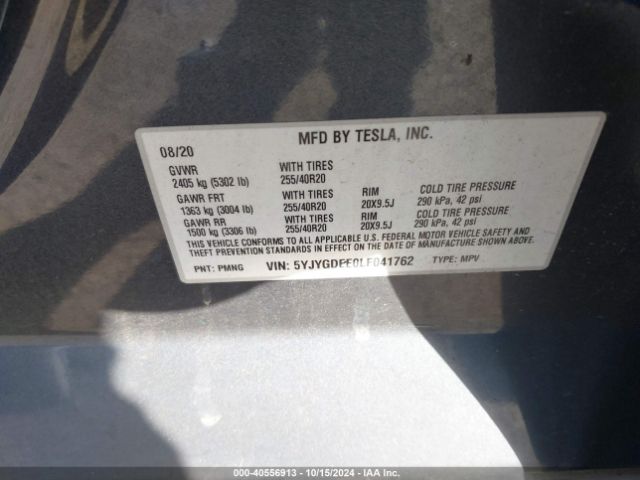 MFD BY TESLA, INC.
08/20
GVWR WITH TIRES
2405 kg (5302 lb) 255/40R20
GAWR FRT WITH TIRES RIM COLD TIRE PRESSURE
1363 kg (3004 lb) 255/40R20 20X9.5J 290 kPa, 42 psi
GAWR RR WITH TIRES RIM COLD TIRE PRESSURE
1500 kg (3306 lb) 255/40R20 20X9.5J 290 kPa, 42 psi
THIS VEHICLE CONFORMS TO ALL APPLICABLE U.S. FEDERAL MOTOR VEHICLE SAFETY AND
THEFT PREVENTION STANDARDS IN EFFECT ON THE DATE OF MANUFACTURE SHOWN ABOVE.
PNT: PMNG VIN: TYPE: MPV
000-40556913 - 10/15/2024 - IAA Inc.